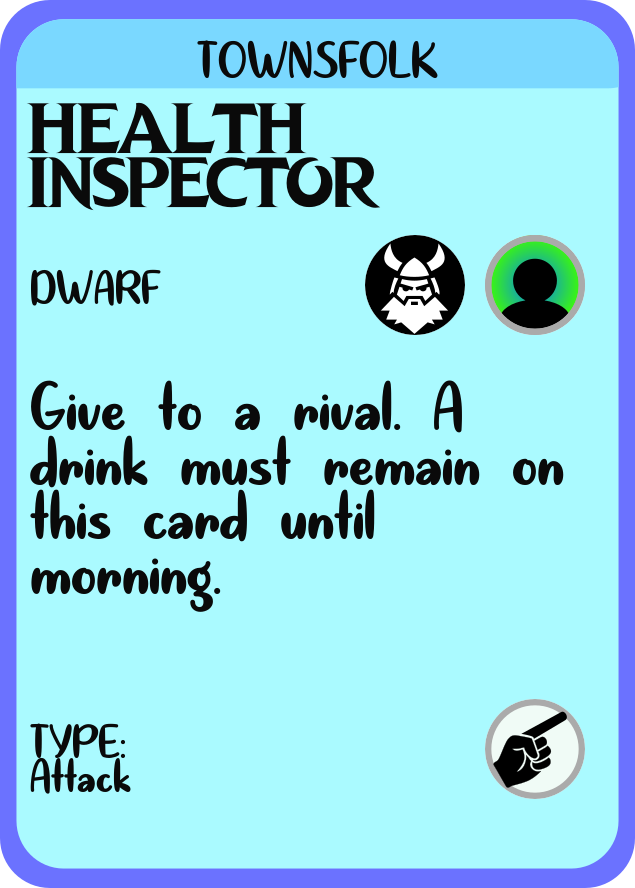 TOWNSFOLK
HEALTH
INSPECTOR
DWARF
Give to a rival. A
drink must remain on
this card until
morning.
TYPE:
Attack